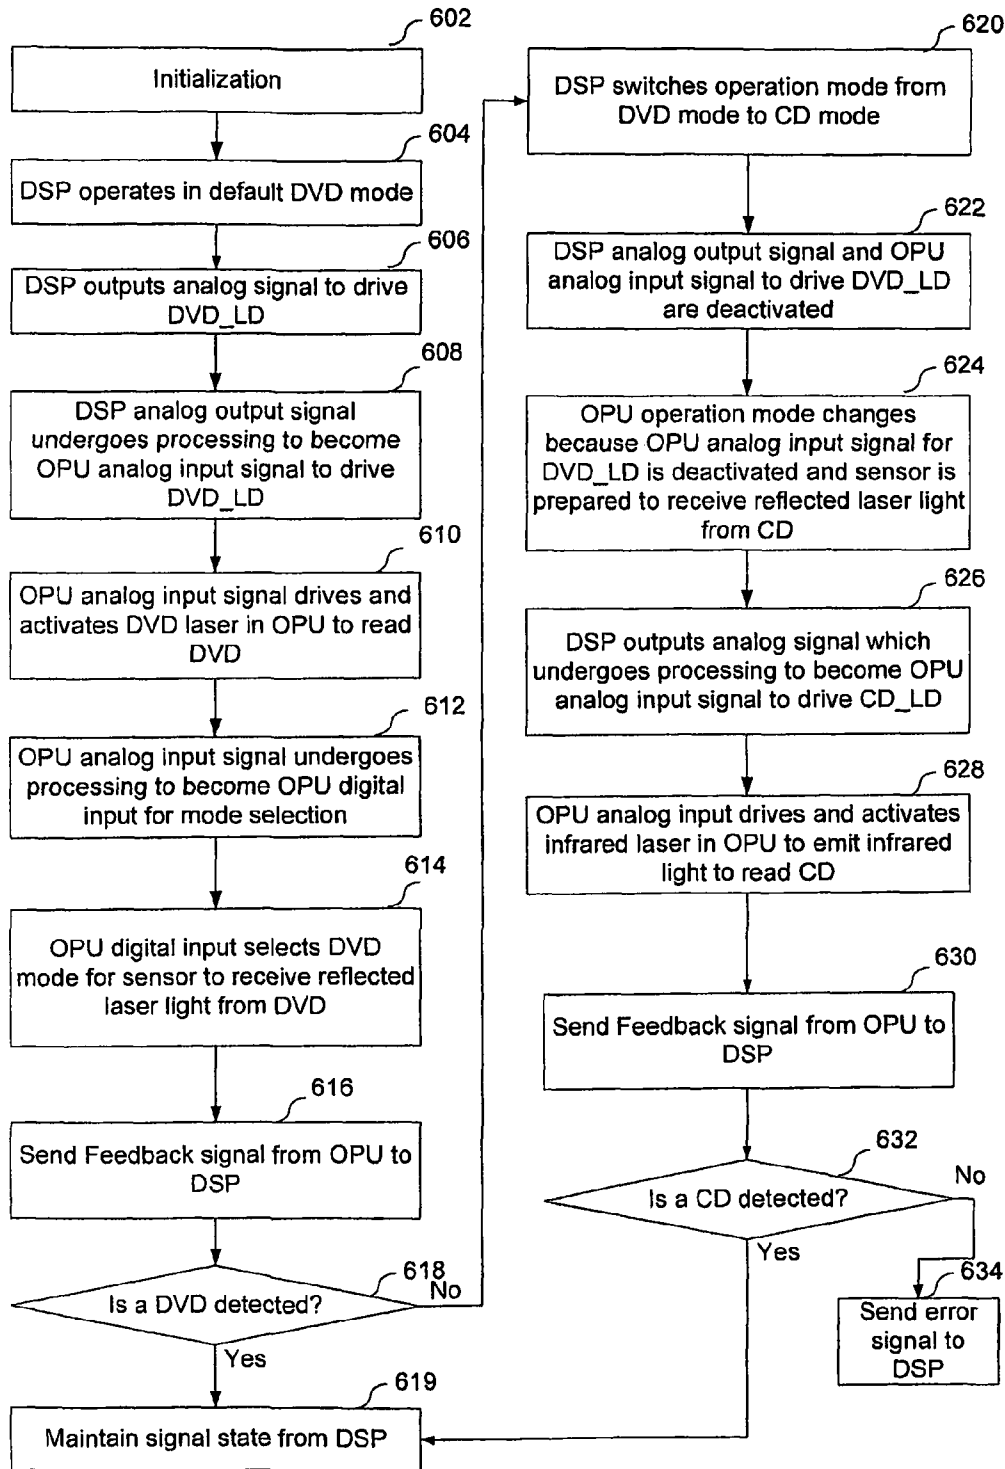 602
Initialization
604
DSP operates in default DVD mode
606
DSP outputs analog signal to drive
DVD_LD
608
DSP analog output signal
undergoes processing to become
OPU analog input signal to drive
DVD_LD
610
OPU analog input signal drives and
activates DVD laser in OPU to read
DVD
612
OPU analog input signal undergoes
processing to become OPU digital
input for mode selection
614
OPU digital input selects DVD
mode for sensor to receive reflected
laser light from DVD
616
Send Feedback signal from OPU to
DSP
618
Is a DVD detected?
No
Yes
619
Maintain signal state from DSP
620
DSP switches operation mode from
DVD mode to CD mode
622
DSP analog output signal and OPU
analog input signal to drive DVD_LD
are deactivated
624
OPU operation mode changes
because OPU analog input signal for
DVD_LD is deactivated and sensor is
prepared to receive reflected laser light
from CD
626
DSP outputs analog signal which
undergoes processing to become OPU
analog input signal to drive CD_LD
628
OPU analog input drives and activates
infrared laser in OPU to emit infrared
light to read CD
630
Send Feedback signal from OPU to
DSP
632
Is a CD detected?
No
Yes
634
Send error
signal to
DSP